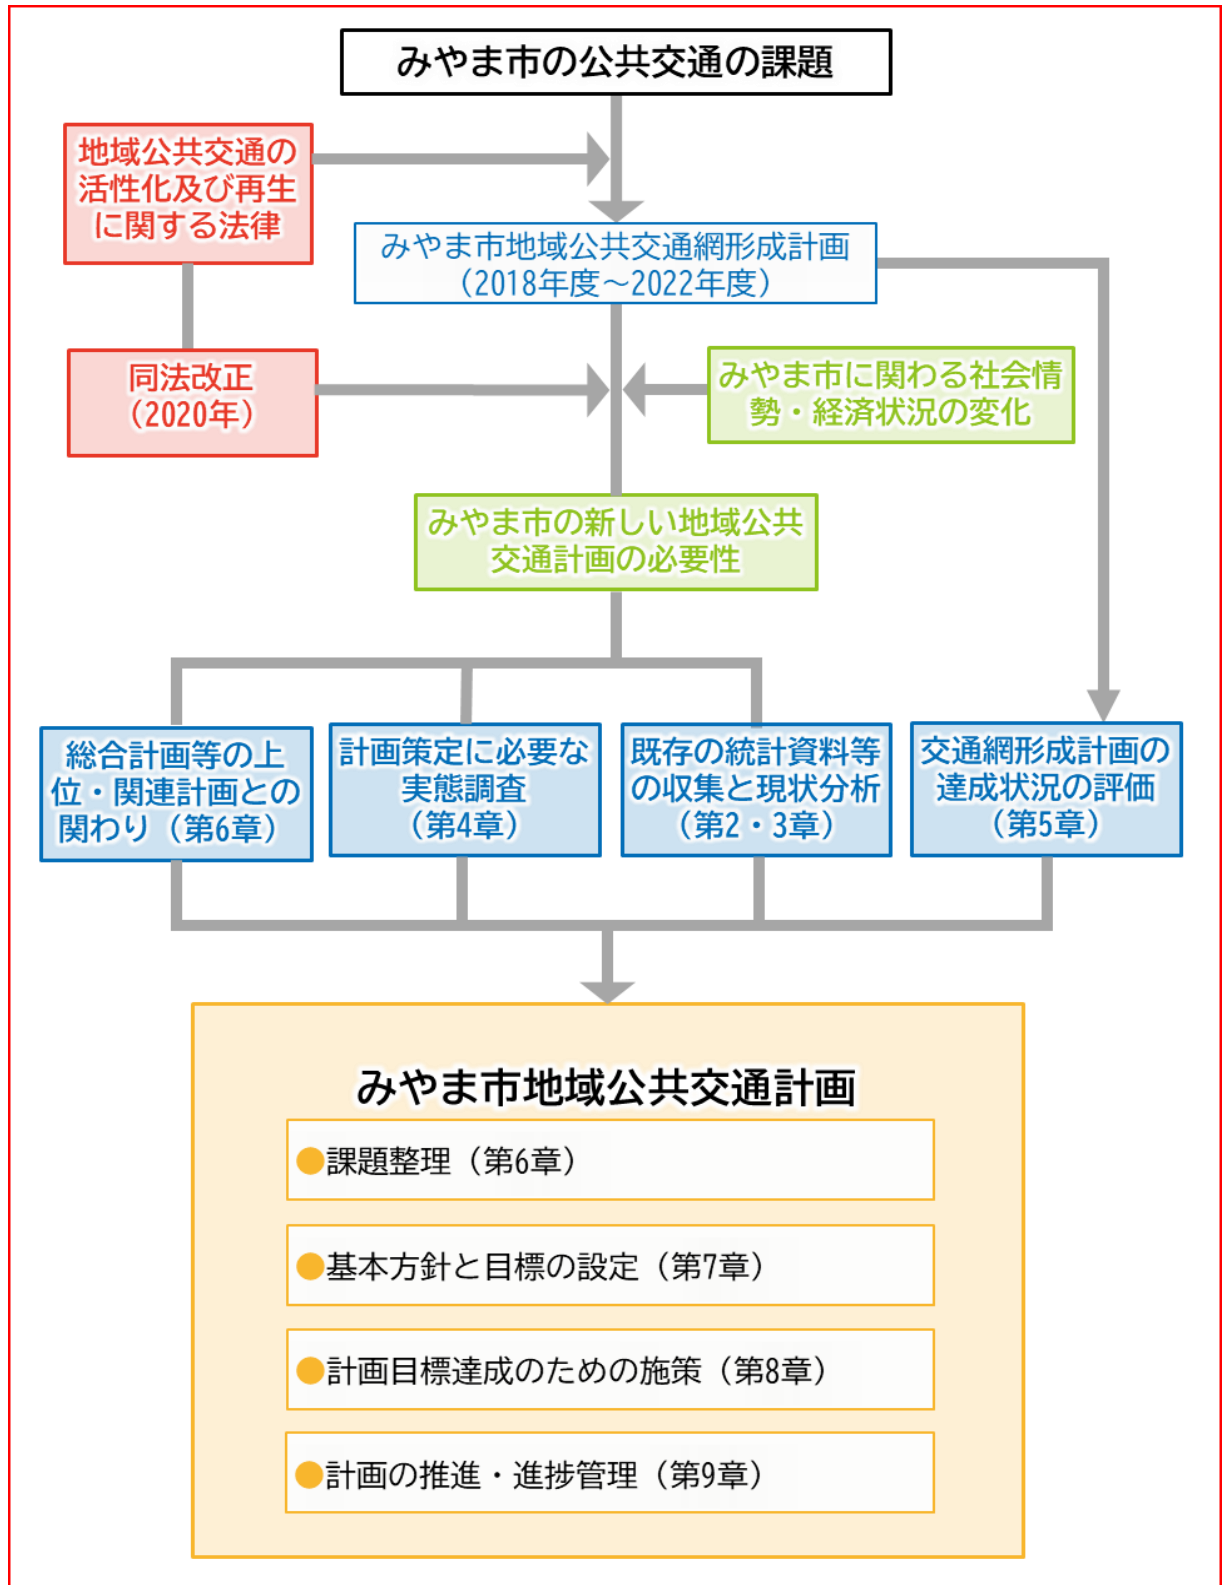 みやま市の公共交通の課題
地域公共交通の
活性化及び再生
に関する法律
みやま市地域公共交通網形成計画
（2018年度～2022年度）
同法改正
（2020年）
みやま市に関わる社会情
勢・経済状況の変化
みやま市の新しい地域公共
交通計画の必要性
総合計画等の上
位・関連計画との
関わり（第6章）
計画策定に必要な
実態調査
（第4章）
既存の統計資料等
の収集と現状分析
（第2・3章）
交通網形成計画の
達成状況の評価
（第5章）
みやま市地域公共交通計画
●課題整理（第6章）
●基本方針と目標の設定（第7章）
●計画目標達成のための施策（第8章）
●計画の推進・進捗管理（第9章）